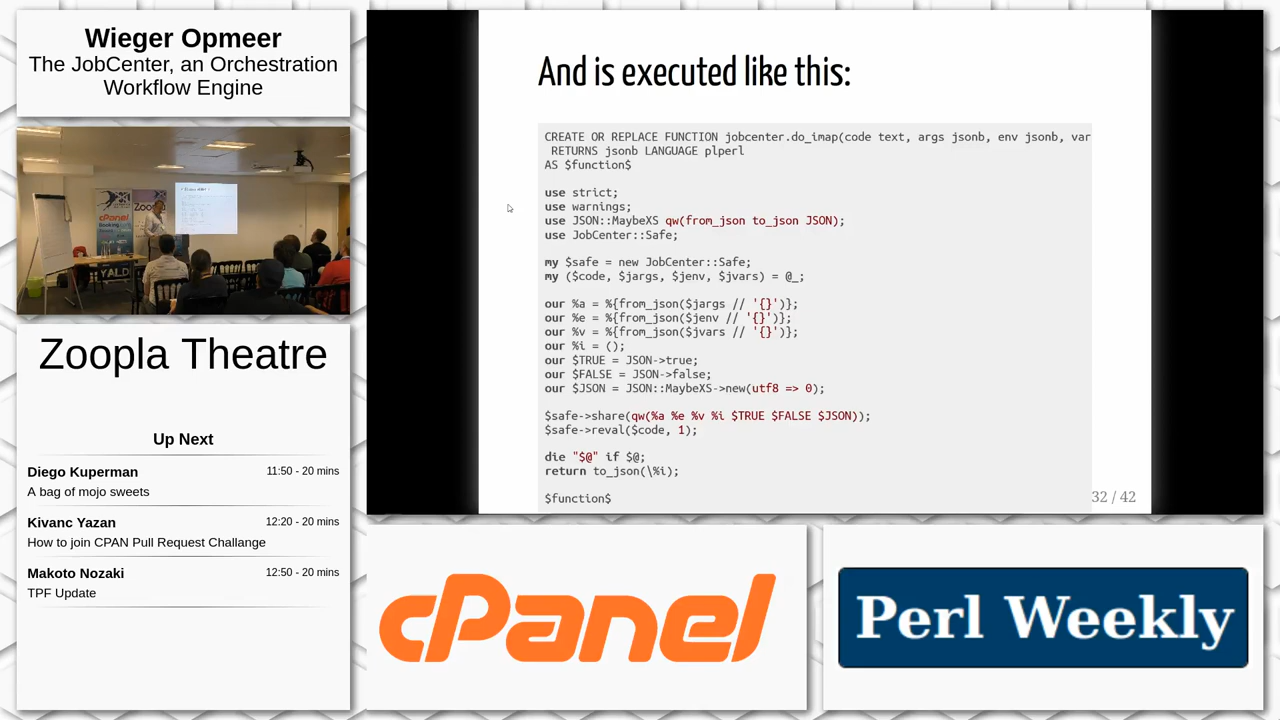 Wieger Opmeer
The JobCenter, an Orchestration
Workflow Engine
cPanel
Booking
YALD
Zoopla Theatre
Up Next
Diego Kuperman 11:50 - 20 mins
A bag of mojo sweets
Kivanc Yazan 12:20 - 20 mins
How to join CPAN Pull Request Challange
Makoto Nozaki 12:50 - 20 mins
TPF Update
And is executed like this:
CREATE OR REPLACE FUNCTION jobcenter.do_imap(code text, args jsonb, env jsonb, var
RETURNS jsonb LANGUAGE plperl
AS $function$
use strict;
use warnings;
use JSON::MaybeXS qw(from_json to_json JSON);
use JobCenter::Safe;
my $safe = new JobCenter::Safe;
my ($code, $jargs, $jenv, $jvars) = @_;
our %a = %{from_json($jargs // '{}')};
our %e = %{from_json($jenv // '{}')};
our %v = %{from_json($jvars // '{}')};
our %i = ();
our $TRUE = JSON->true;
our $FALSE = JSON->false;
our $JSON = JSON::MaybeXS->new(utf8 => 0);
$safe->share(qw(%a %e %v %i $TRUE $FALSE $JSON));
$safe->reval($code, 1);
die "$@" if $@;
return to_json(\%i);
$function$
32 / 42
cPanel
Perl Weekly